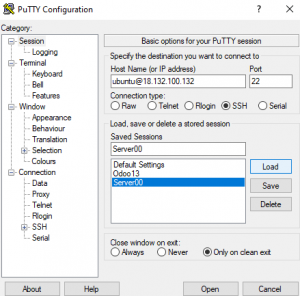 PuTTY Configuration
?
Category:
Session
Logging
Terminal
Keyboard
Bell
Features
Window
Appearance
Behaviour
Translation
Selection
Colours
Connection
Data
Proxy
Telnet
Rlogin
SSH
Serial
Basic options for your PuTTY session
Specify the destination you want to connect to
Host Name (or IP address) Port
ubuntu@18.132.100.132 22
Connection type:
Raw Telnet Rlogin SSH Serial
Load, save or delete a stored session
Saved Sessions
Server00
Default Settings
Odoo13
Server00
Load
Save
Delete
Close window on exit:
Always Never Only on clean exit
About Help Open Cancel